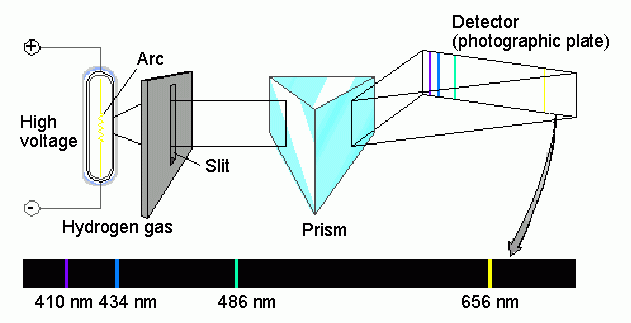 Detector
(photographic plate)
+
Arc
High
voltage
Slit
-
Hydrogen gas
Prism
410 nm 434 nm 486 nm 656 nm